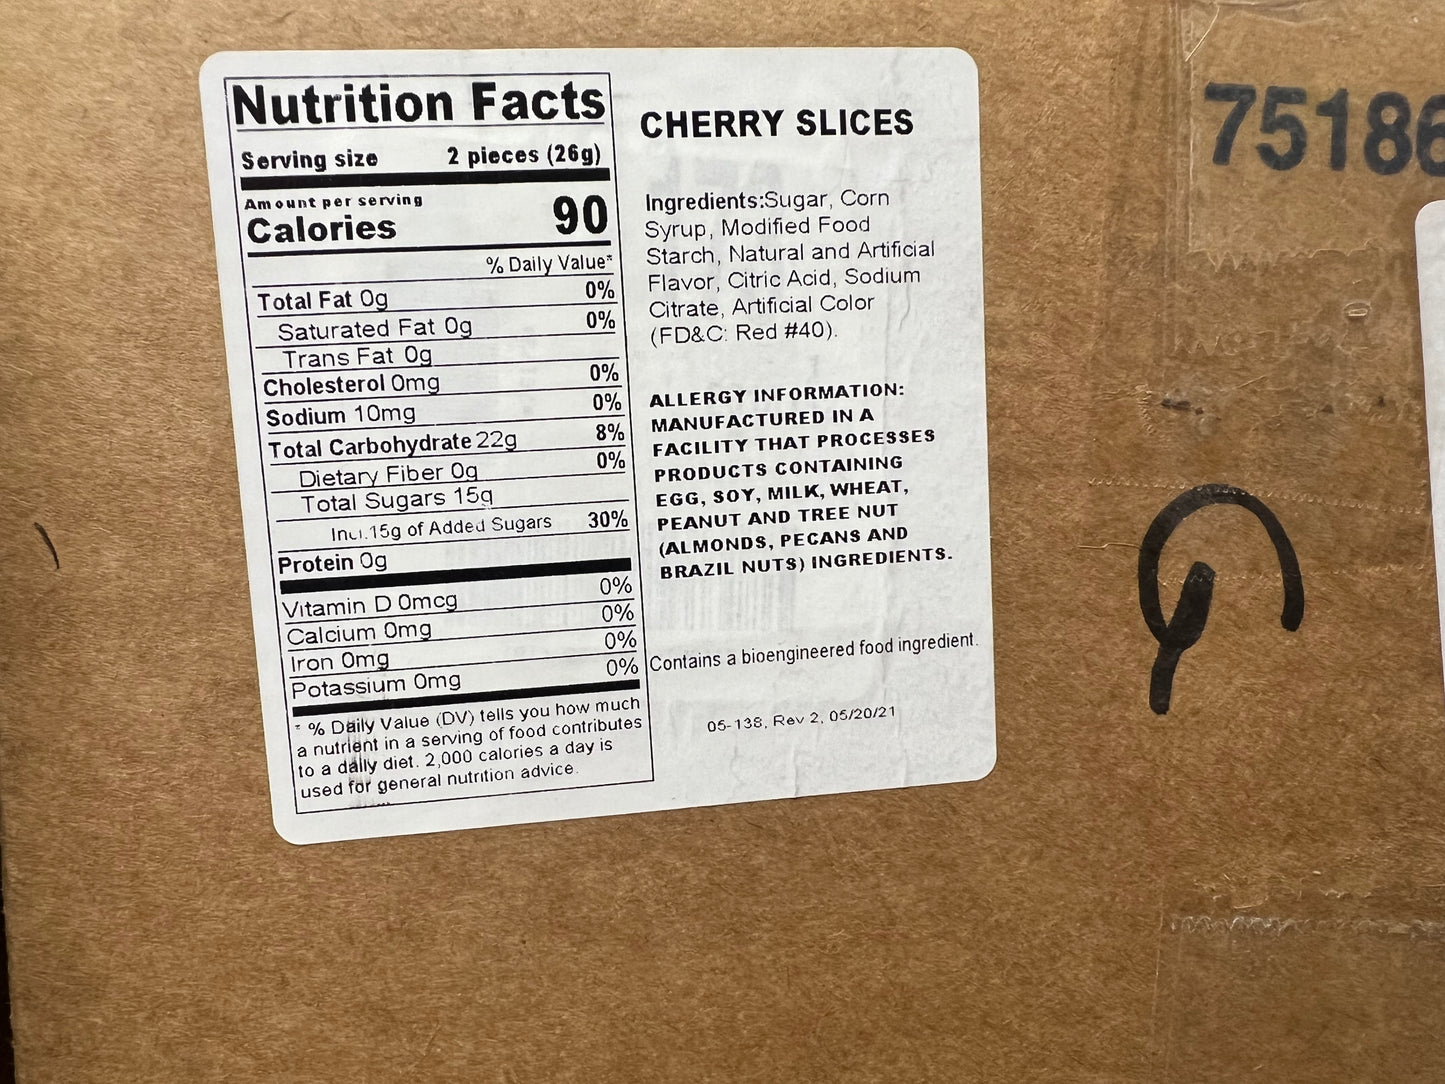 Nutrition Facts
Serving size 2 pieces (26g)
Amount per serving
Calories 90
% Daily Value*
Total Fat 0g 0%
Saturated Fat 0g 0%
Trans Fat 0g
Cholesterol 0mg 0%
Sodium 10mg 0%
Total Carbohydrate 22g 8%
Dietary Fiber 0g 0%
Total Sugars 15g
Incl.15g of Added Sugars 30%
Protein 0g
Vitamin D 0mcg 0%
Calcium 0mg 0%
Iron 0mg 0%
Potassium 0mg 0%
* % Daily Value (DV) tells you how much
a nutrient in a serving of food contributes
to a daily diet. 2,000 calories a day is
used for general nutrition advice.
CHERRY SLICES
Ingredients:Sugar, Corn
Syrup, Modified Food
Starch, Natural and Artificial
Flavor, Citric Acid, Sodium
Citrate, Artificial Color
(FD&C: Red #40).
ALLERGY INFORMATION:
MANUFACTURED IN A
FACILITY THAT PROCESSES
PRODUCTS CONTAINING
EGG, SOY, MILK, WHEAT,
PEANUT AND TREE NUT
(ALMONDS, PECANS AND
BRAZIL NUTS) INGREDIENTS.
Contains a bioengineered food ingredient.
05-138, Rev 2, 05/20/21
75186